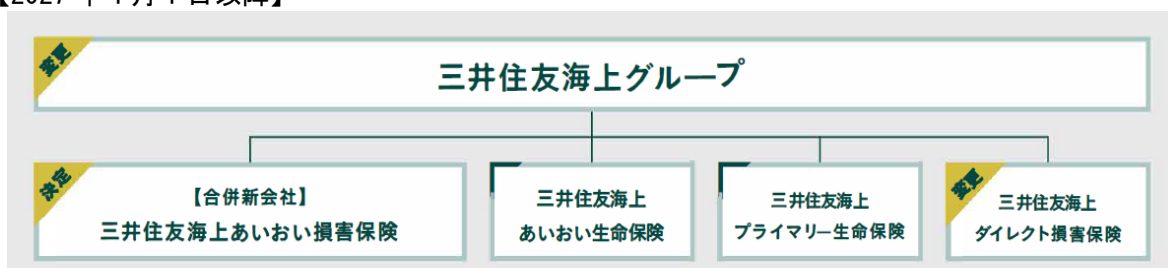 【2027年4月1日以降】
変更
三井住友海上グループ
決定
【合併新会社】
三井住友海上あいおい損害保険
三井住友海上
あいおい生命保険
三井住友海上
プライマリー生命保険
変更
三井住友海上
ダイレクト損害保険